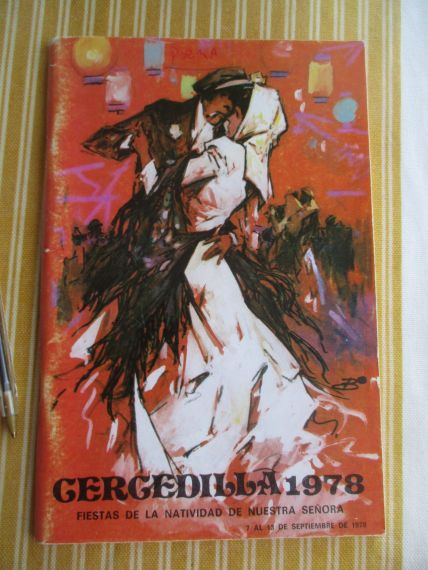 CERCEDILLA 1978
FIESTAS DE LA NATIVIDAD DE NUESTRA SEÑORA
7 AL 13 DE SEPTIEMBRE DE 1978